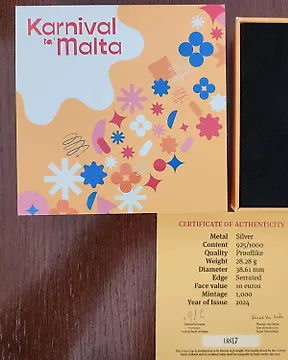 Karnival
ta' Malta
CERTIFICATE OF AUTHENTICITY
Metal Silver
Content 925/1000
Quality Prooflike
Weight 28.28 g
Diameter 38.61 mm
Edge Serrated
Face value 10 euros
Mintage 1,000
Year of Issue 2024
0817